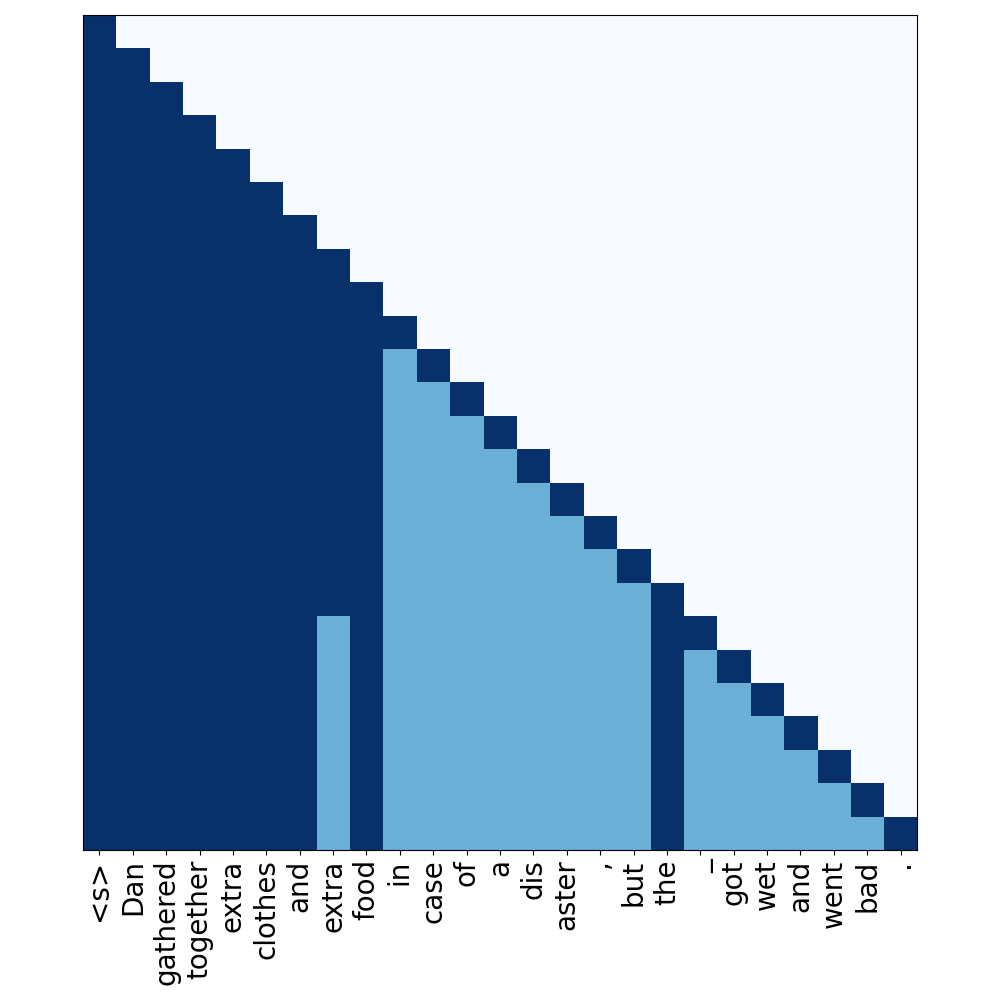 <s>
Dan
gathered
together
extra
clothes
and
extra
food
in
case
of
a
dis
aster
,
but
the
_
got
wet
and
went
bad
.